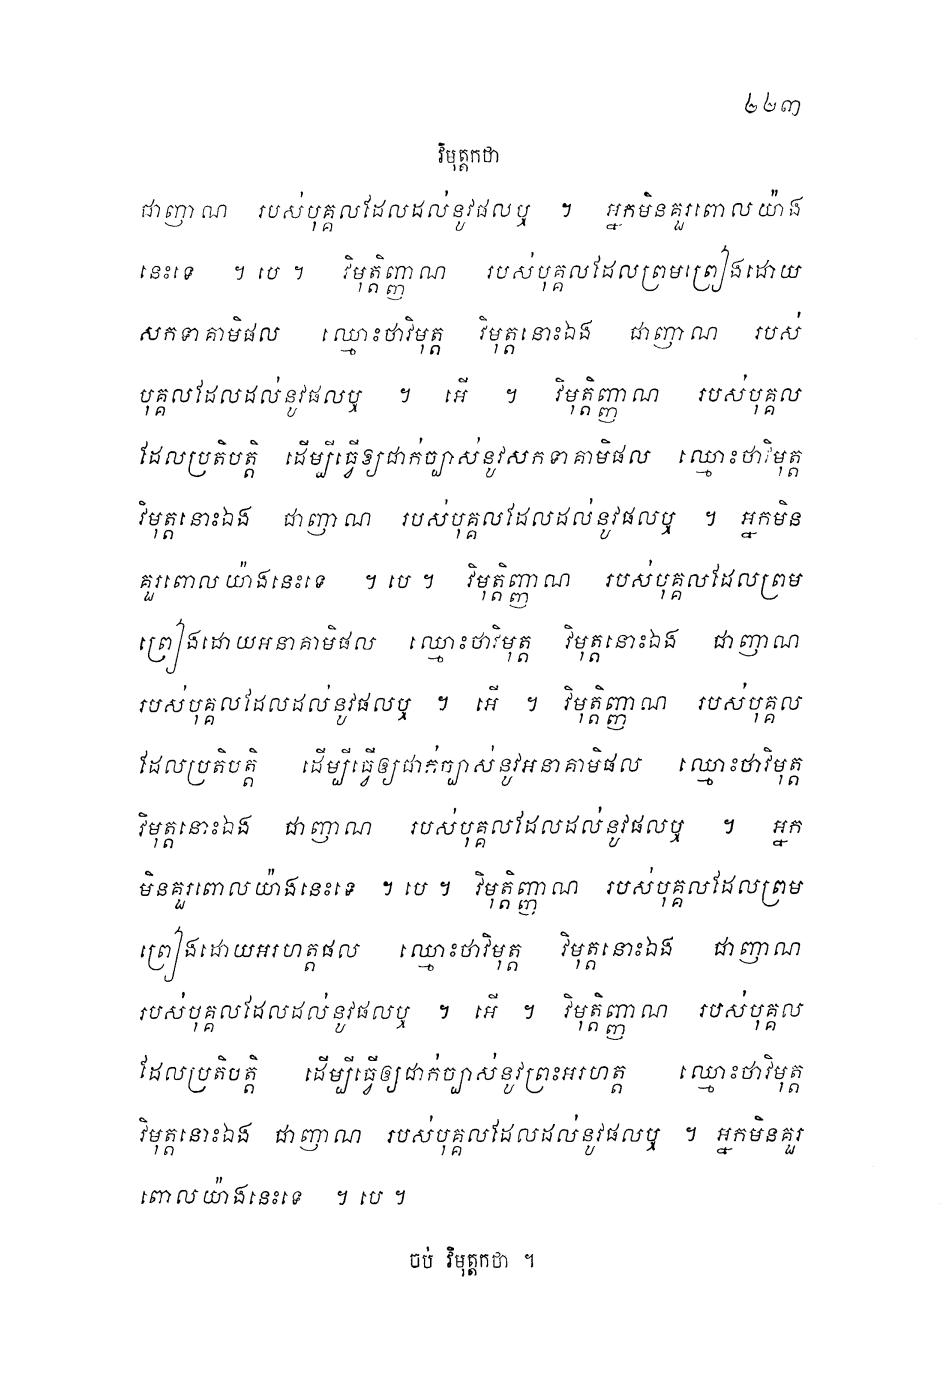 ២២៣
វិមុត្តកថា
ជាញាណ របស់បុគ្គលដែលដល់នូវផលឬ ។ អ្នកមិនគួរពោលយ៉ាង
នេះទេ ។ បេ ។ វិមុត្តិញ្ញាណ របស់បុគ្គលដែលព្រមព្រៀងដោយ
សកទាគាមិផល ឈ្មោះថាវិមុត្ត វិមុត្តនោះឯង ជាញាណ របស់
បុគ្គលដែលដល់នូវផលឬ ។ អើ ។ វិមុត្តិញ្ញាណ របស់បុគ្គល
ដែលប្រតិបត្តិ ដើម្បីធ្វើឱ្យជាក់ច្បាស់នូវសកទាគាមិផល ឈ្មោះថាវិមុត្ត
វិមុត្តនោះឯង ជាញាណ របស់បុគ្គលដែលដល់នូវផលឬ ។ អ្នកមិន
គួរពោលយ៉ាងនេះទេ ។ បេ ។ វិមុត្តិញ្ញាណ របស់បុគ្គលដែលព្រម
ព្រៀងដោយអនាគាមិផល ឈ្មោះថាវិមុត្ត វិមុត្តនោះឯង ជាញាណ
របស់បុគ្គលដែលដល់នូវផលឬ ។ អើ ។ វិមុត្តិញ្ញាណ របស់បុគ្គល
ដែលប្រតិបត្តិ ដើម្បីធ្វើឲ្យជាក់ច្បាស់នូវអនាគាមិផល ឈ្មោះថាវិមុត្ត
វិមុត្តនោះឯង ជាញាណ របស់បុគ្គលដែលដល់នូវផលឬ ។ អ្នក
មិនគួរពោលយ៉ាងនេះទេ ។ បេ ។ វិមុត្តិញ្ញាណ របស់បុគ្គលដែលព្រម
ព្រៀងដោយអរហត្តផល ឈ្មោះថាវិមុត្ត វិមុត្តនោះឯង ជាញាណ
របស់បុគ្គលដែលដល់នូវផលឬ ។ អើ ។ វិមុត្តិញ្ញាណ របស់បុគ្គល
ដែលប្រតិបត្តិ ដើម្បីធ្វើឲ្យជាក់ច្បាស់នូវព្រះអរហត្ត ឈ្មោះថាវិមុត្ត
វិមុត្តនោះឯង ជាញាណ របស់បុគ្គលដែលដល់នូវផលឬ ។ អ្នកមិនគួរ
ពោលយ៉ាងនេះទេ ។ បេ ។
ចប់ វិមុត្តកថា ។